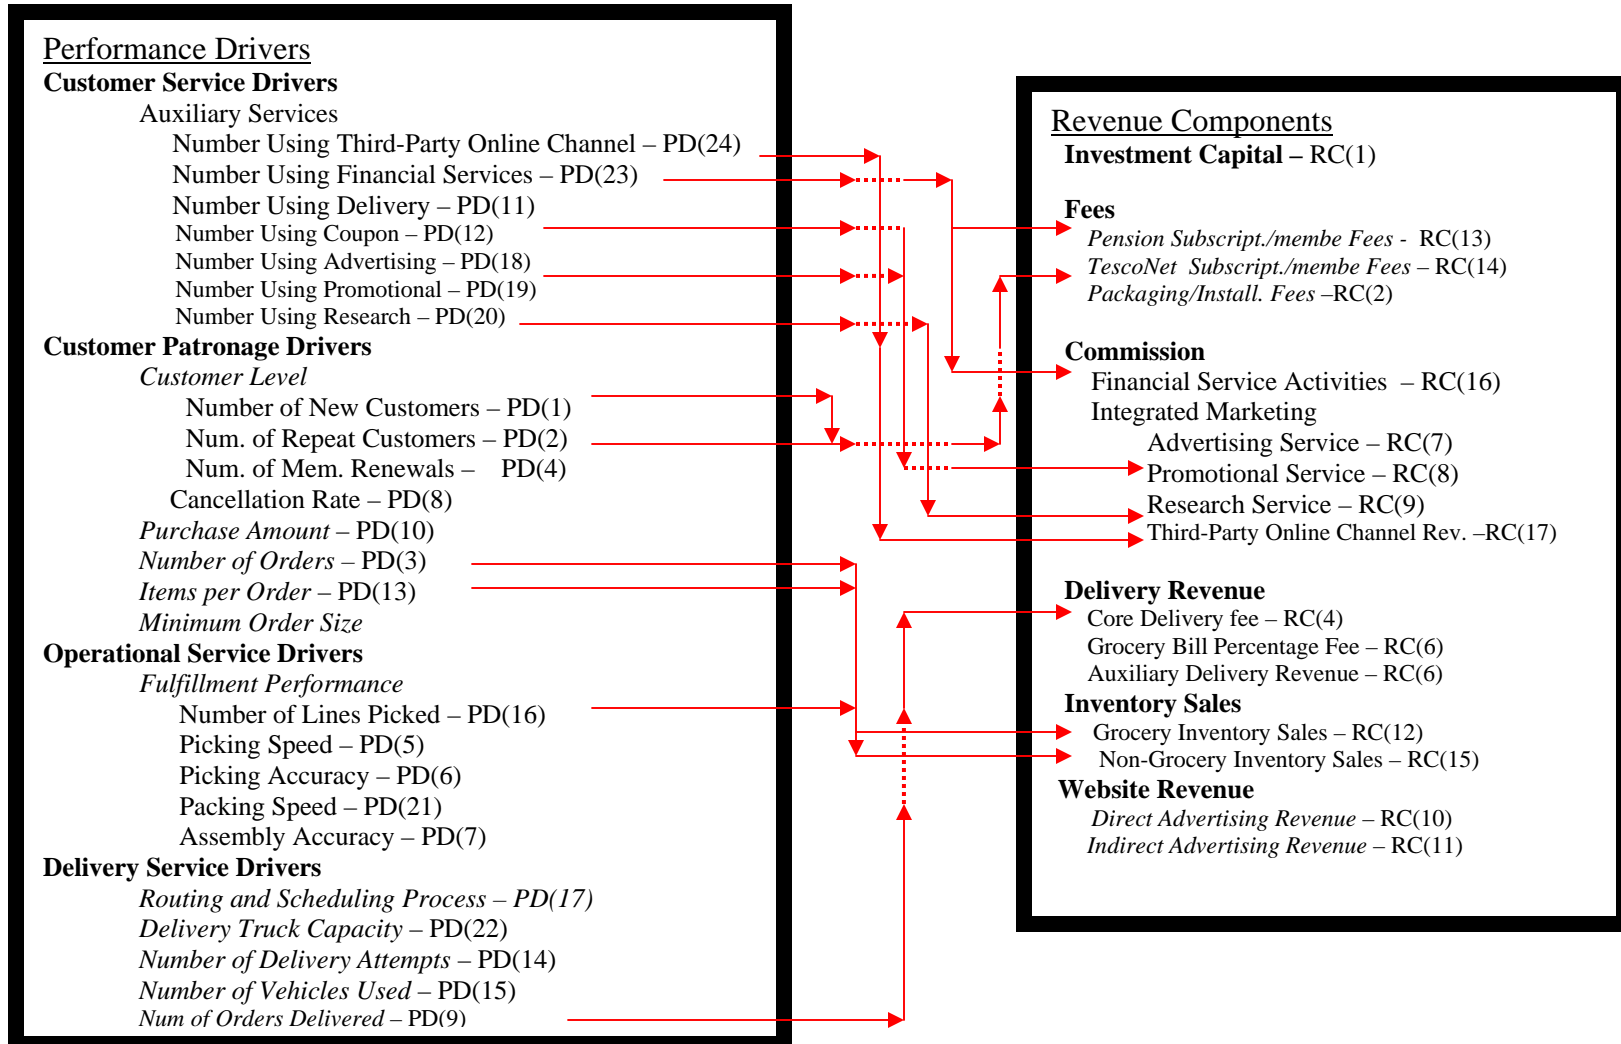 Performance Drivers
Customer Service Drivers
Auxiliary Services
Number Using Third-Party Online Channel – PD(24)
Number Using Financial Services – PD(23)
Number Using Delivery – PD(11)
Number Using Coupon – PD(12)
Number Using Advertising – PD(18)
Number Using Promotional – PD(19)
Number Using Research – PD(20)
Customer Patronage Drivers
Customer Level
Number of New Customers – PD(1)
Num. of Repeat Customers – PD(2)
Num. of Mem. Renewals – PD(4)
Cancellation Rate – PD(8)
Purchase Amount – PD(10)
Number of Orders – PD(3)
Items per Order – PD(13)
Minimum Order Size
Operational Service Drivers
Fulfillment Performance
Number of Lines Picked – PD(16)
Picking Speed – PD(5)
Picking Accuracy – PD(6)
Packing Speed – PD(21)
Assembly Accuracy – PD(7)
Delivery Service Drivers
Routing and Scheduling Process – PD(17)
Delivery Truck Capacity – PD(22)
Number of Delivery Attempts – PD(14)
Number of Vehicles Used – PD(15)
Num of Orders Delivered – PD(9)
Revenue Components
Investment Capital – RC(1)
Fees
Pension Subscript./membe Fees - RC(13)
TescoNet Subscript./membe Fees – RC(14)
Packaging/Install. Fees –RC(2)
Commission
Financial Service Activities – RC(16)
Integrated Marketing
Advertising Service – RC(7)
Promotional Service – RC(8)
Research Service – RC(9)
Third-Party Online Channel Rev. –RC(17)
Delivery Revenue
Core Delivery fee – RC(4)
Grocery Bill Percentage Fee – RC(6)
Auxiliary Delivery Revenue – RC(6)
Inventory Sales
Grocery Inventory Sales – RC(12)
Non-Grocery Inventory Sales – RC(15)
Website Revenue
Direct Advertising Revenue – RC(10)
Indirect Advertising Revenue – RC(11)